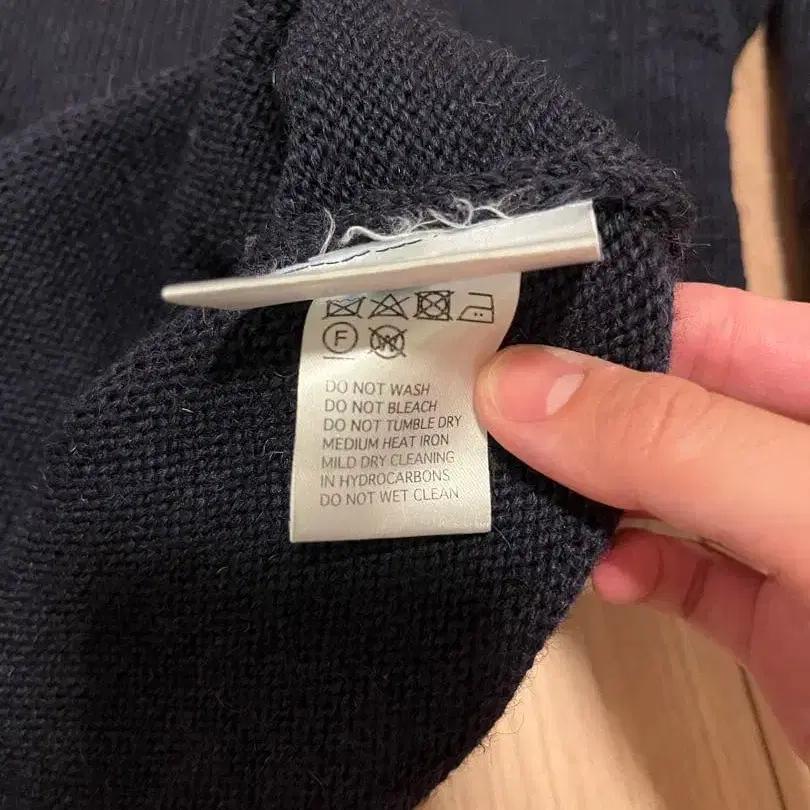 F W
DO NOT WASH
DO NOT BLEACH
DO NOT TUMBLE DRY
MEDIUM HEAT IRON
MILD DRY CLEANING
IN HYDROCARBONS
DO NOT WET CLEAN